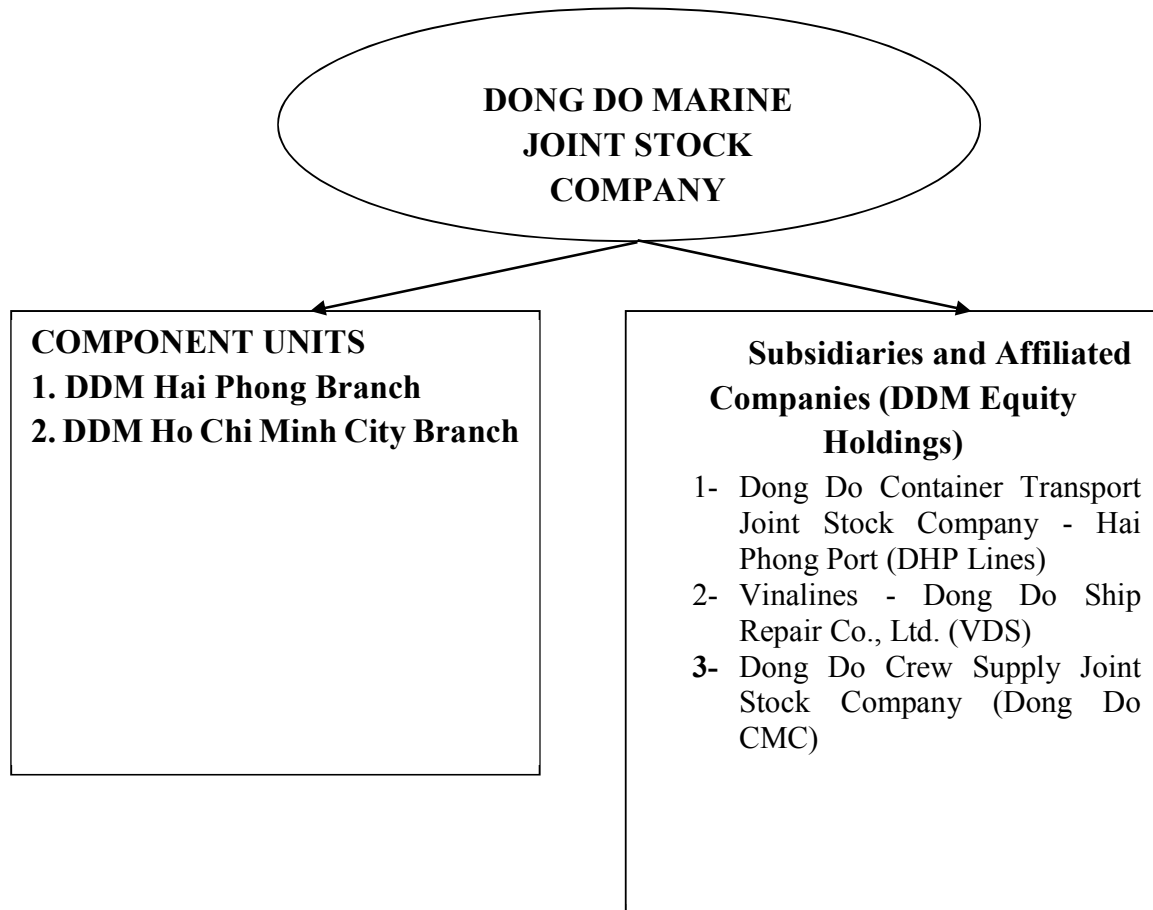 DONG DO MARINE
JOINT STOCK
COMPANY
COMPONENT UNITS
1. DDM Hai Phong Branch
2. DDM Ho Chi Minh City Branch
Subsidiaries and Affiliated
Companies (DDM Equity
Holdings)
1- Dong Do Container Transport
Joint Stock Company - Hai
Phong Port (DHP Lines)
2- Vinalines - Dong Do Ship
Repair Co., Ltd. (VDS)
3- Dong Do Crew Supply Joint
Stock Company (Dong Do
CMC)